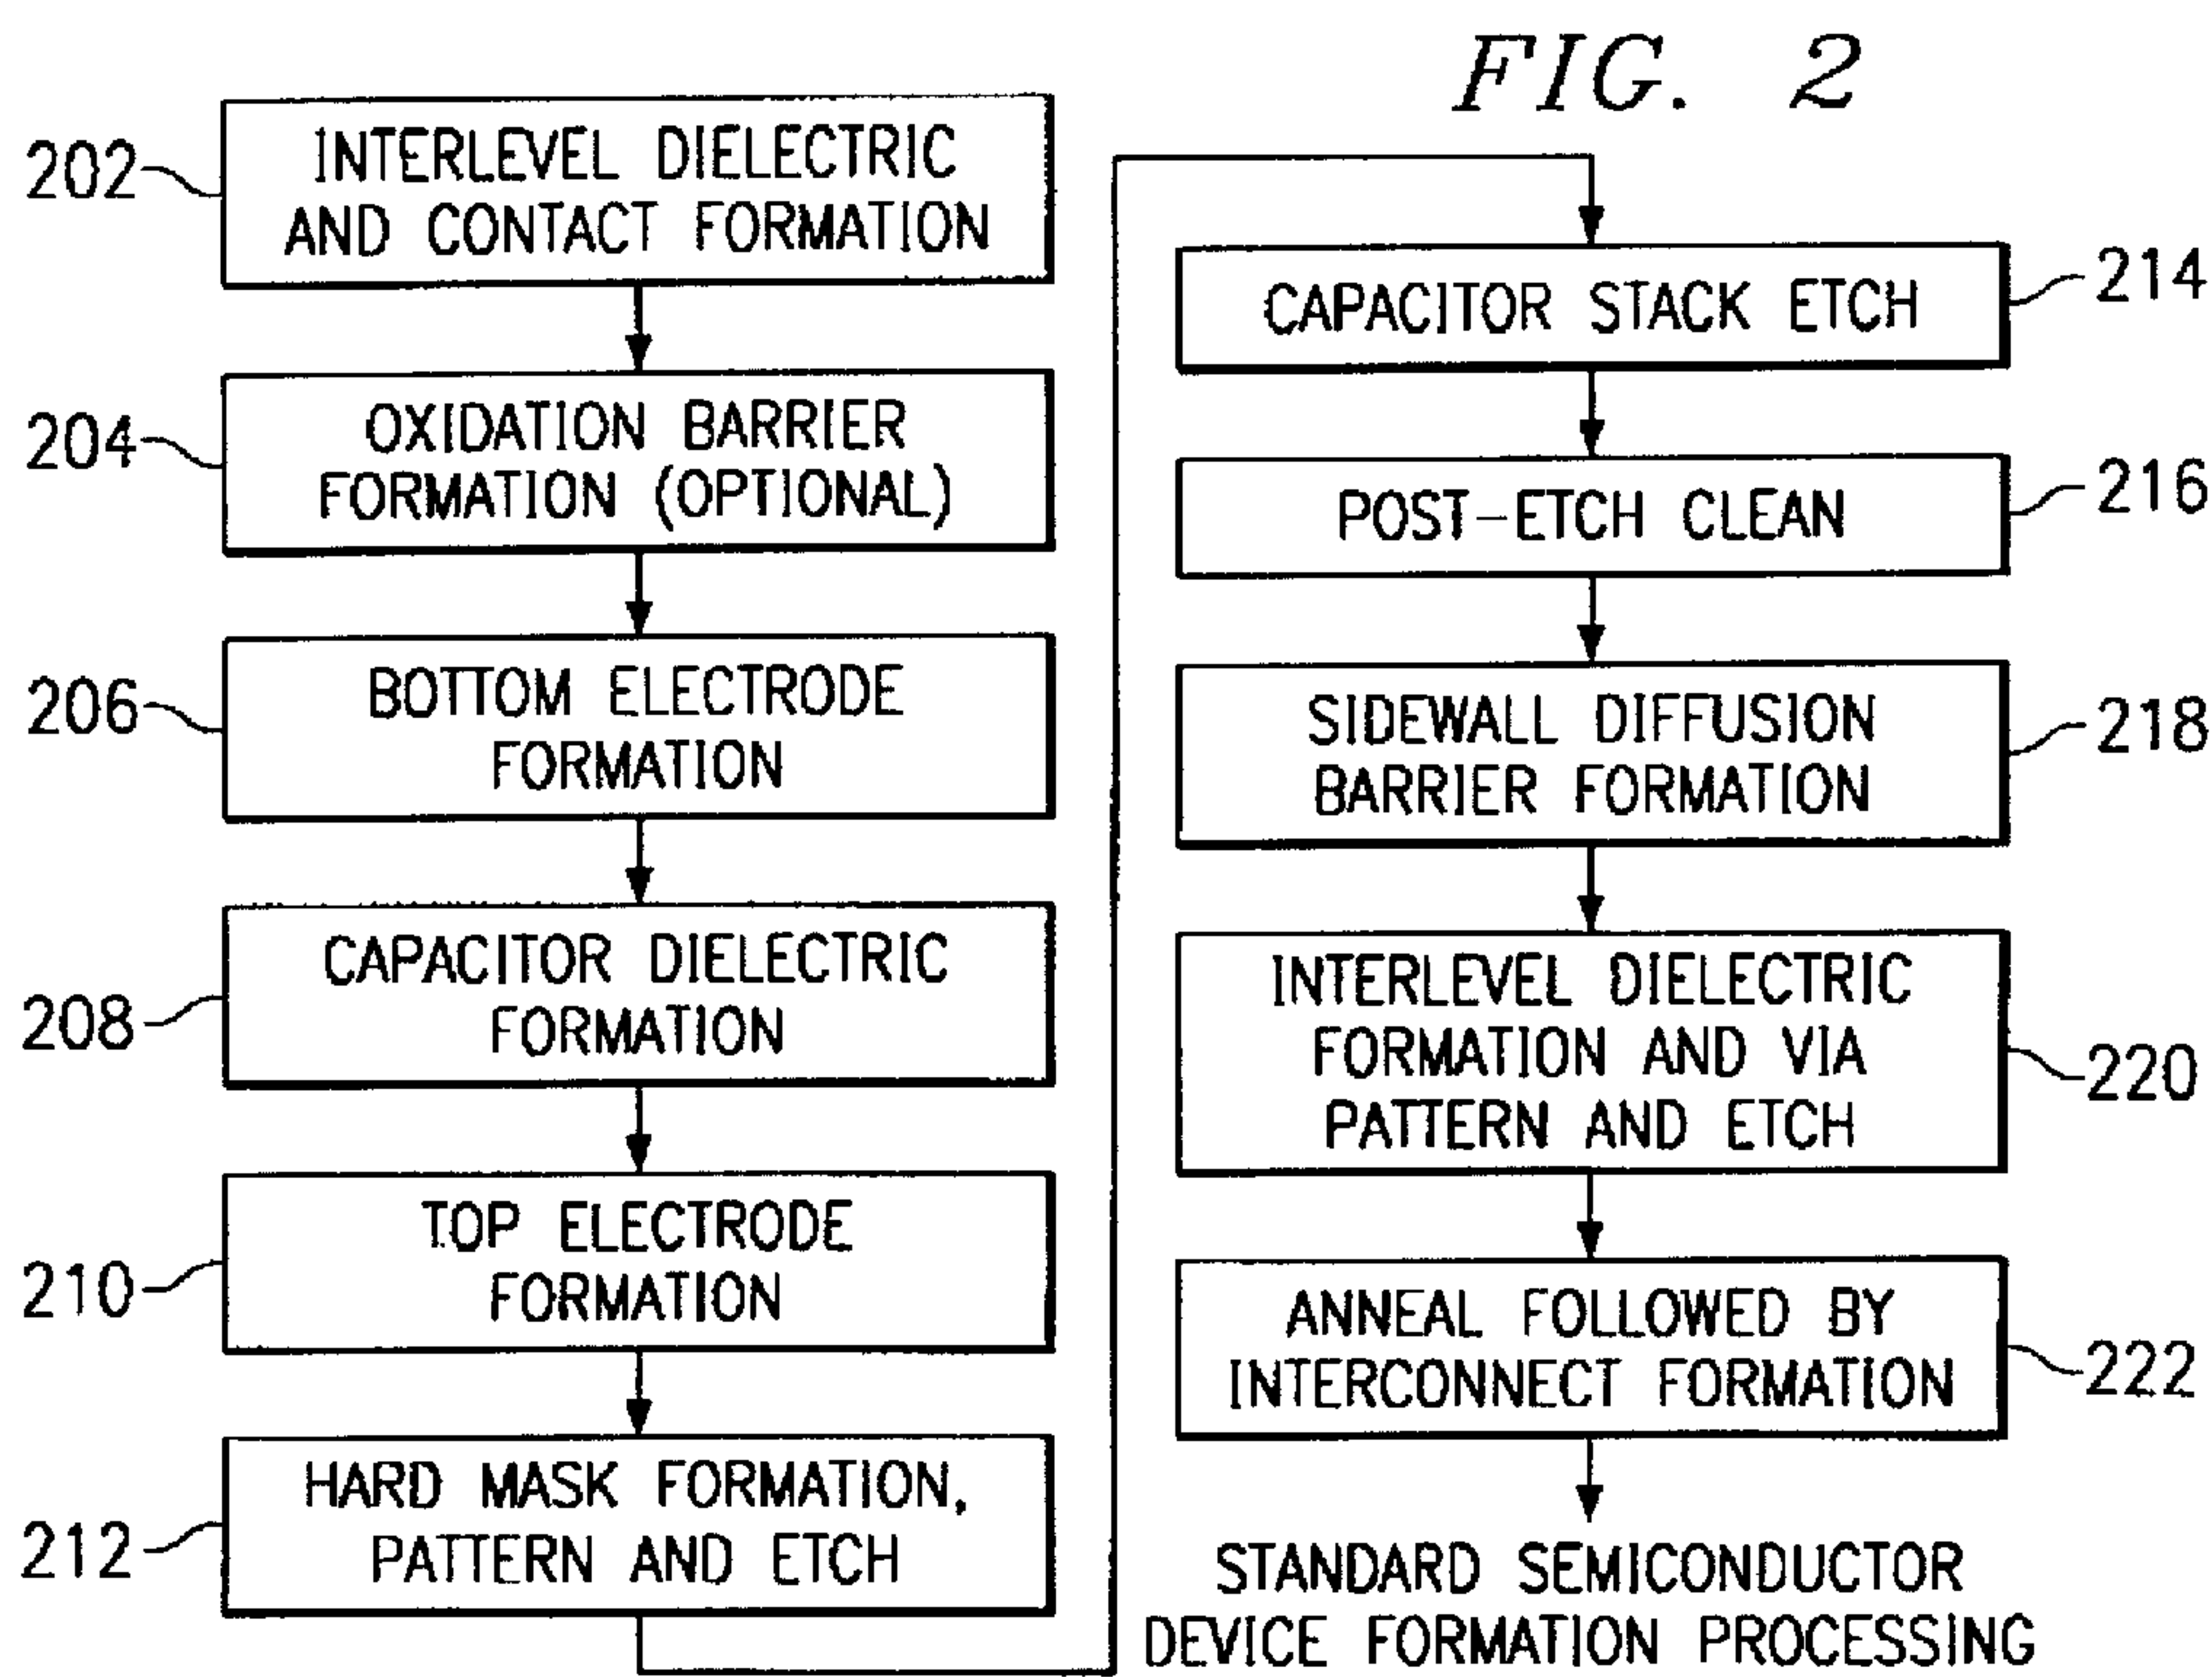 FIG. 2
202
INTERLEVEL DIELECTRIC
AND CONTACT FORMATION
204
OXIDATION BARRIER
FORMATION (OPTIONAL)
206
BOTTOM ELECTRODE
FORMATION
208
CAPACITOR DIELECTRIC
FORMATION
210
TOP ELECTRODE
FORMATION
212
HARD MASK FORMATION,
PATTERN AND ETCH
CAPACITOR STACK ETCH
214
POST-ETCH CLEAN
216
SIDEWALL DIFFUSION
BARRIER FORMATION
218
INTERLEVEL DIELECTRIC
FORMATION AND VIA
PATTERN AND ETCH
220
ANNEAL FOLLOWED BY
INTERCONNECT FORMATION
222
STANDARD SEMICONDUCTOR
DEVICE FORMATION PROCESSING